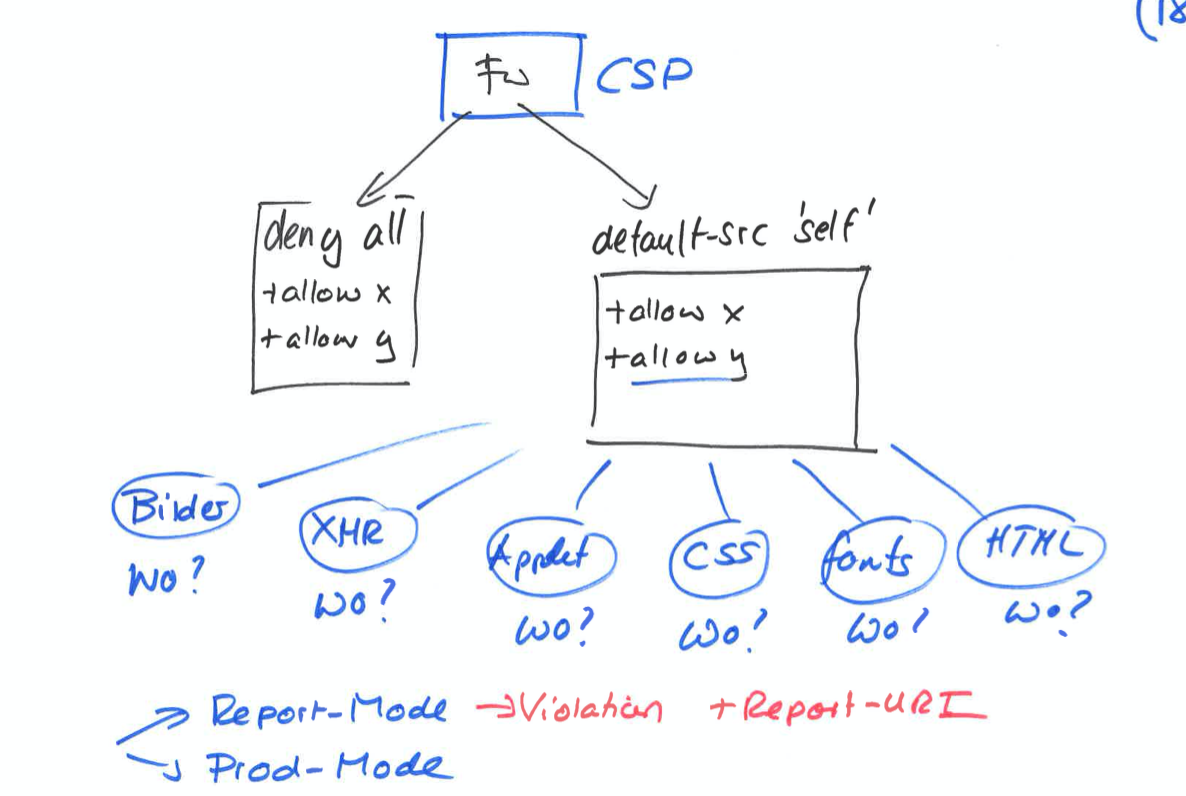 (18
Fw CSP
deny all
+allow x
+allow y
default-src 'self'
+allow x
+allow y
Bilder
wo?
XHR
wo?
Applet
wo?
CSS
wo?
fonts
wo?
HTML
wo?
Report-Mode →Violation +Report-URI
Prod-Mode